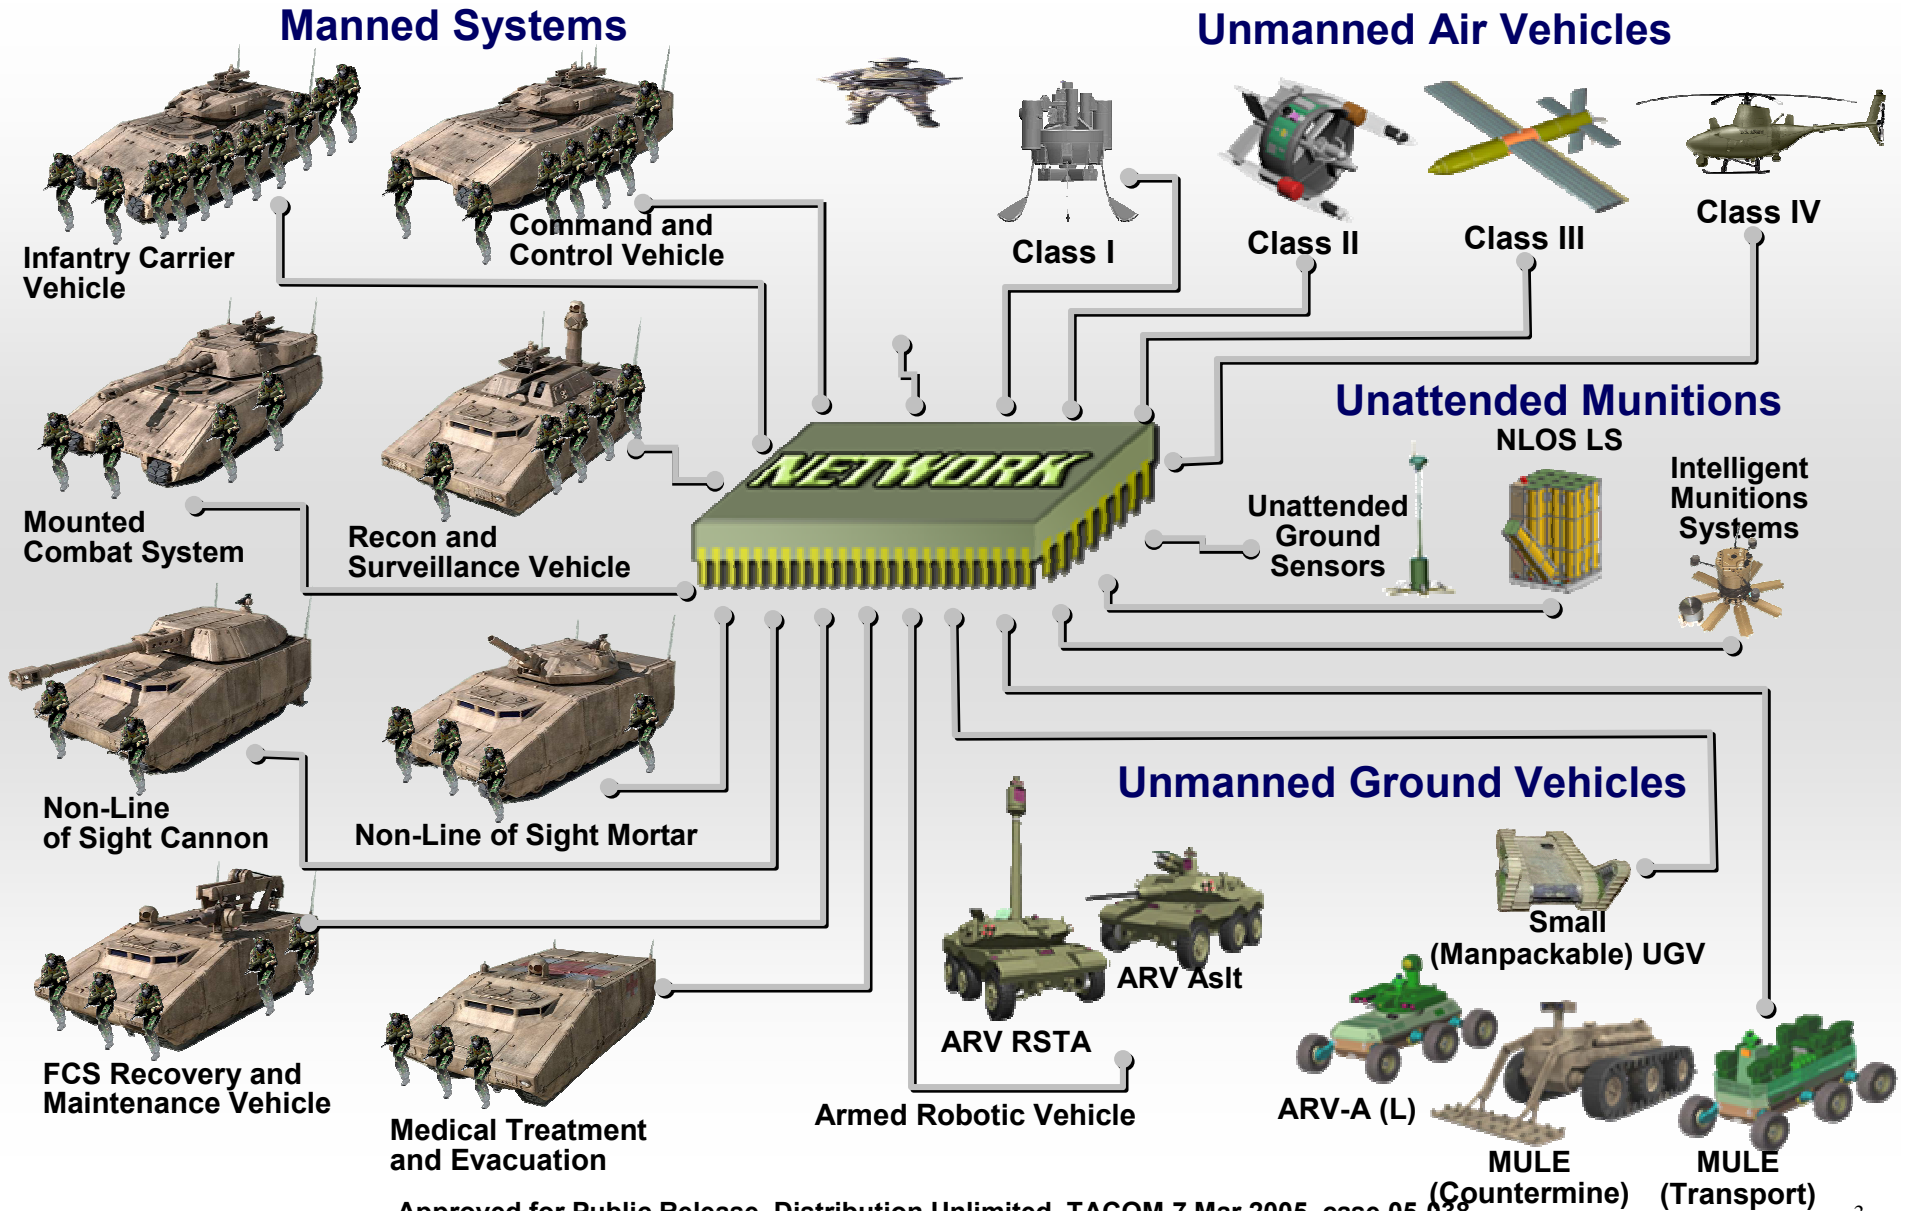 Manned Systems
Unmanned Air Vehicles
Infantry Carrier
Vehicle
Command and
Control Vehicle
Class I
Class II
Class III
Class IV
Mounted
Combat System
Recon and
Surveillance Vehicle
NETWORK
Unattended Munitions
NLOS LS
Unattended
Ground
Sensors
Intelligent
Munitions
Systems
Non-Line
of Sight Cannon
Non-Line of Sight Mortar
Unmanned Ground Vehicles
Small
(Manpackable) UGV
ARV Aslt
ARV RSTA
FCS Recovery and
Maintenance Vehicle
Medical Treatment
and Evacuation
Armed Robotic Vehicle
ARV-A (L)
MULE
(Countermine)
MULE
(Transport)
Approved for Public Release, Distribution Unlimited, TACOM 7 Mar 2005, case 05-038